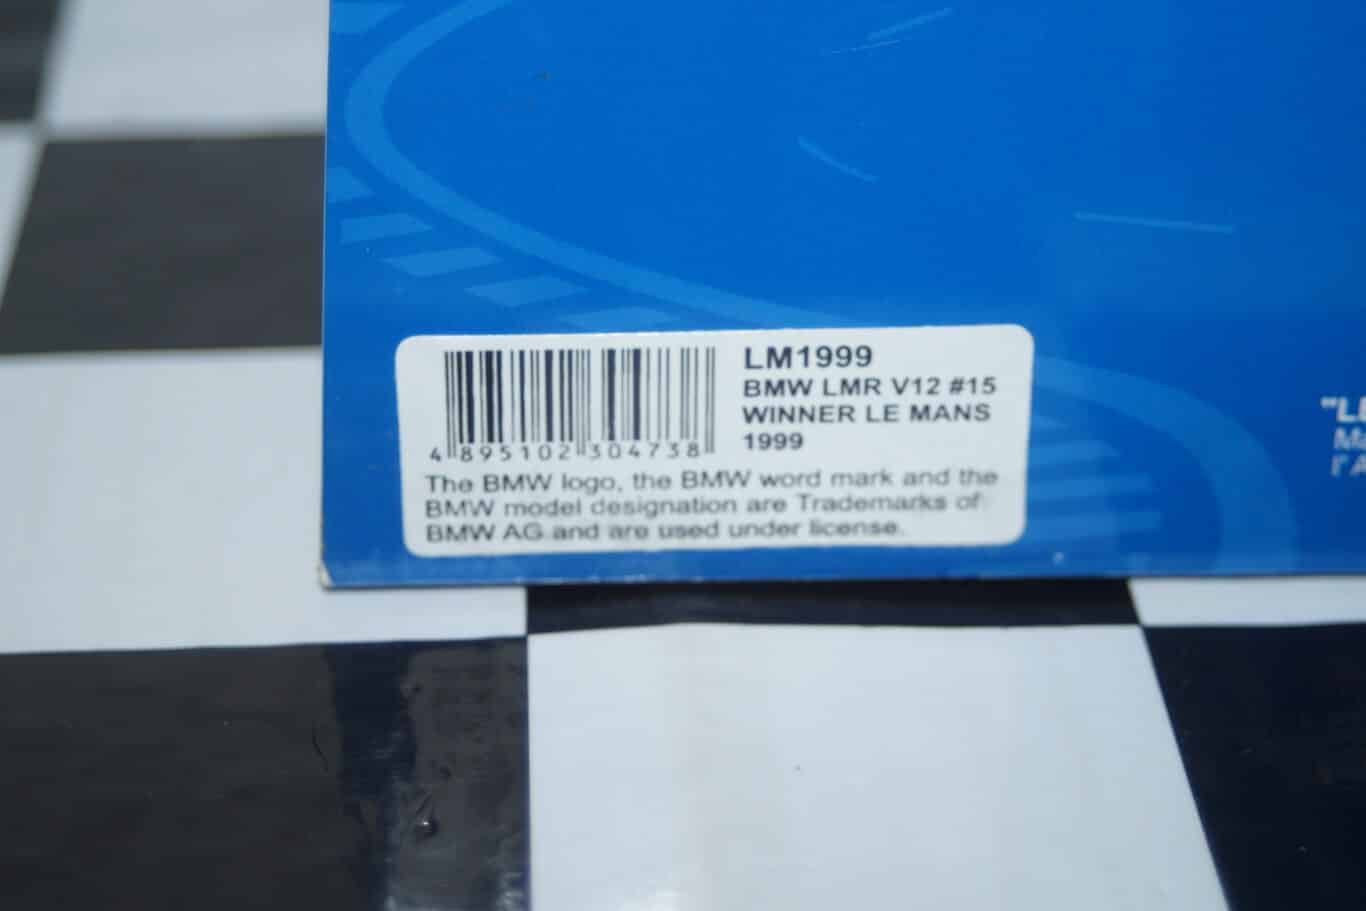 LM1999
BMW LMR V12 #15
WINNER LE MANS
1999
4 895102 304738
The BMW logo, the BMW word mark and the
BMW model designation are Trademarks of
BMW AG and are used under license.
"LE